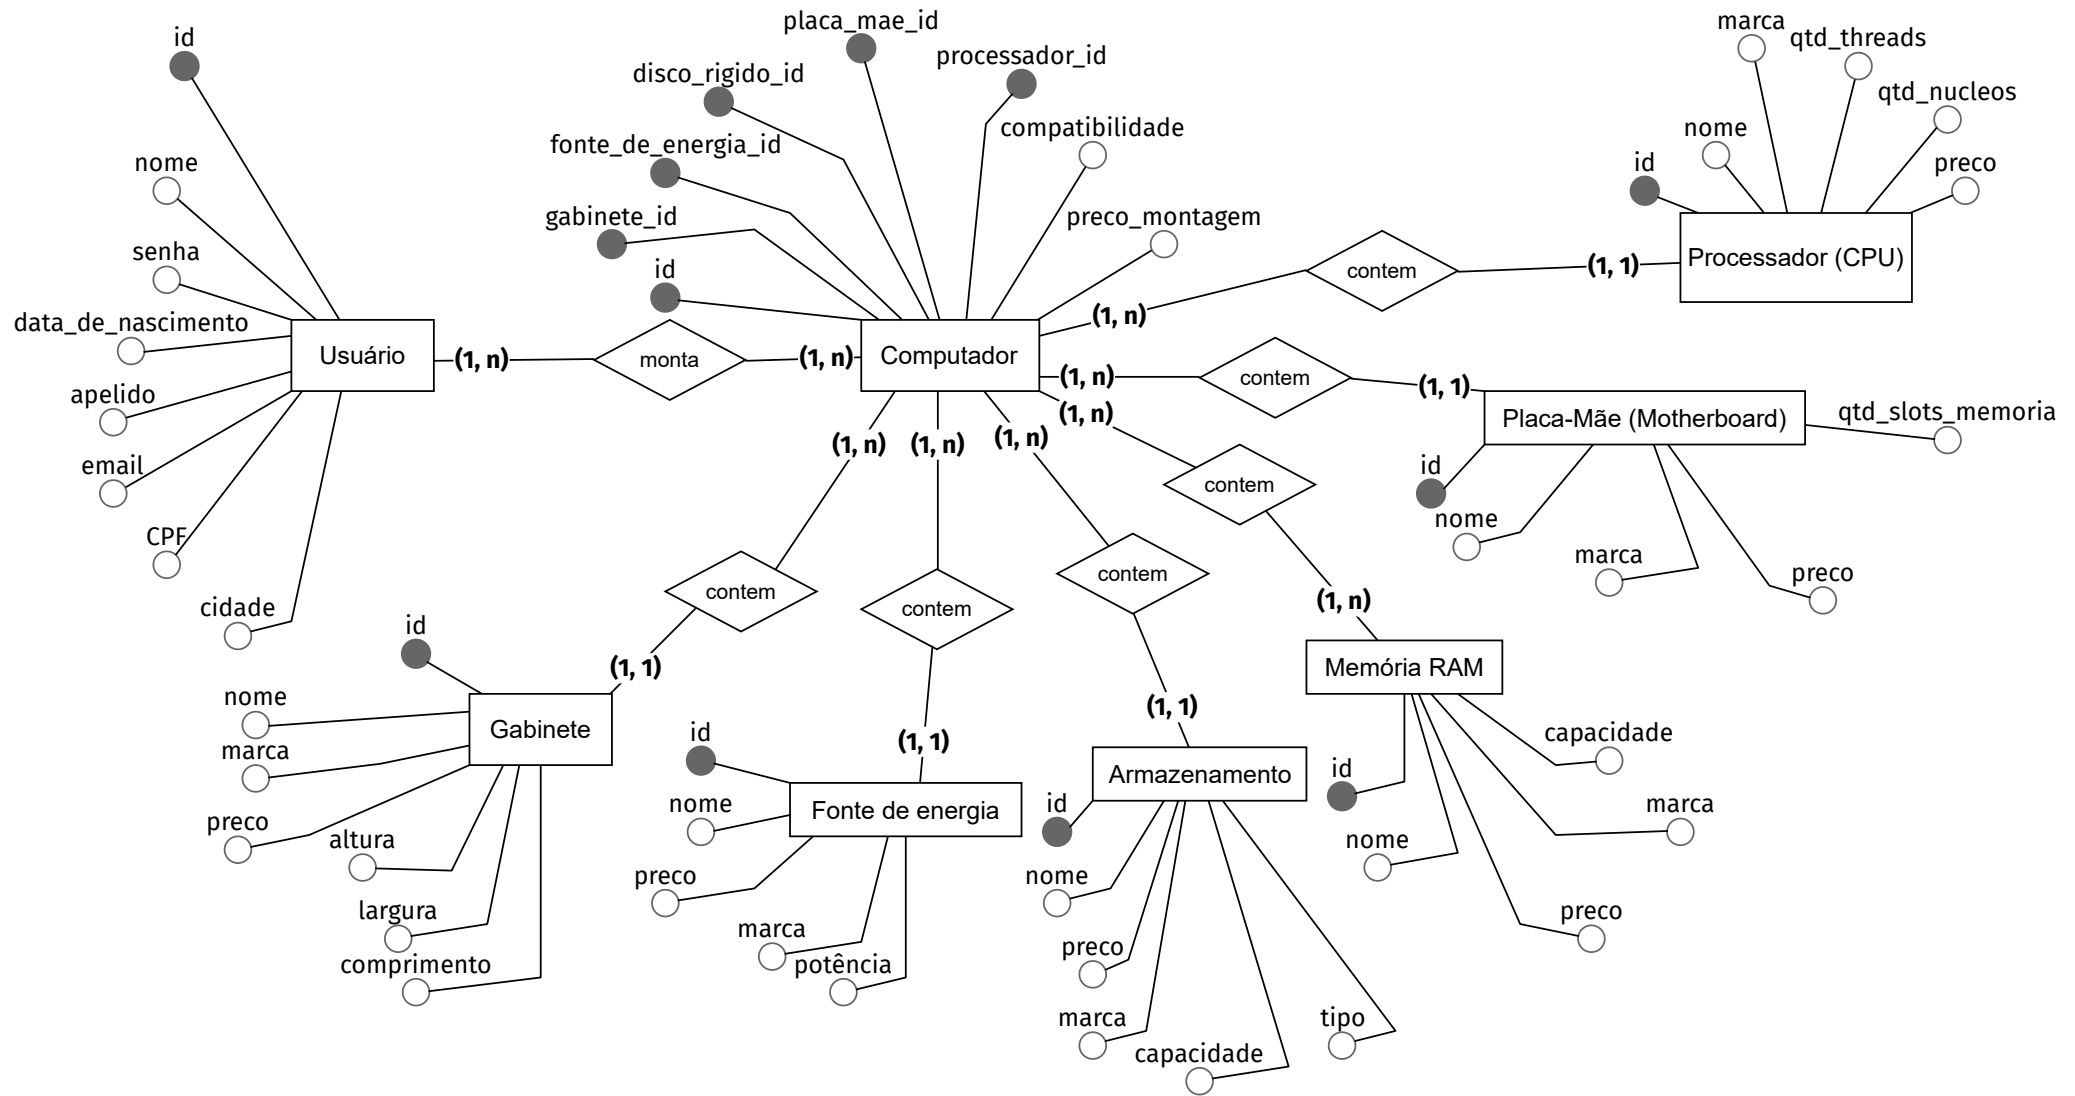 id
nome
senha
data_de_nascimento
apelido
email
CPF
cidade
Usuário
(1, n)
monta
(1, n)
placa_mae_id
processador_id
disco_rigido_id
compatibilidade
fonte_de_energia_id
gabinete_id
preco_montagem
id
Computador
(1, n)
contem
(1, 1)
marca
qtd_threads
qtd_nucleos
nome
id
preco
Processador (CPU)
(1, n)
contem
(1, 1)
Placa-Mãe (Motherboard)
qtd_slots_memoria
id
nome
marca
preco
(1, n)
contem
(1, n)
Memória RAM
capacidade
id
marca
nome
preco
(1, n)
contem
(1, 1)
Gabinete
id
nome
marca
preco
altura
largura
comprimento
(1, n)
contem
(1, 1)
Fonte de energia
id
nome
preco
marca
potência
(1, n)
contem
(1, 1)
Armazenamento
id
nome
preco
marca
capacidade
tipo